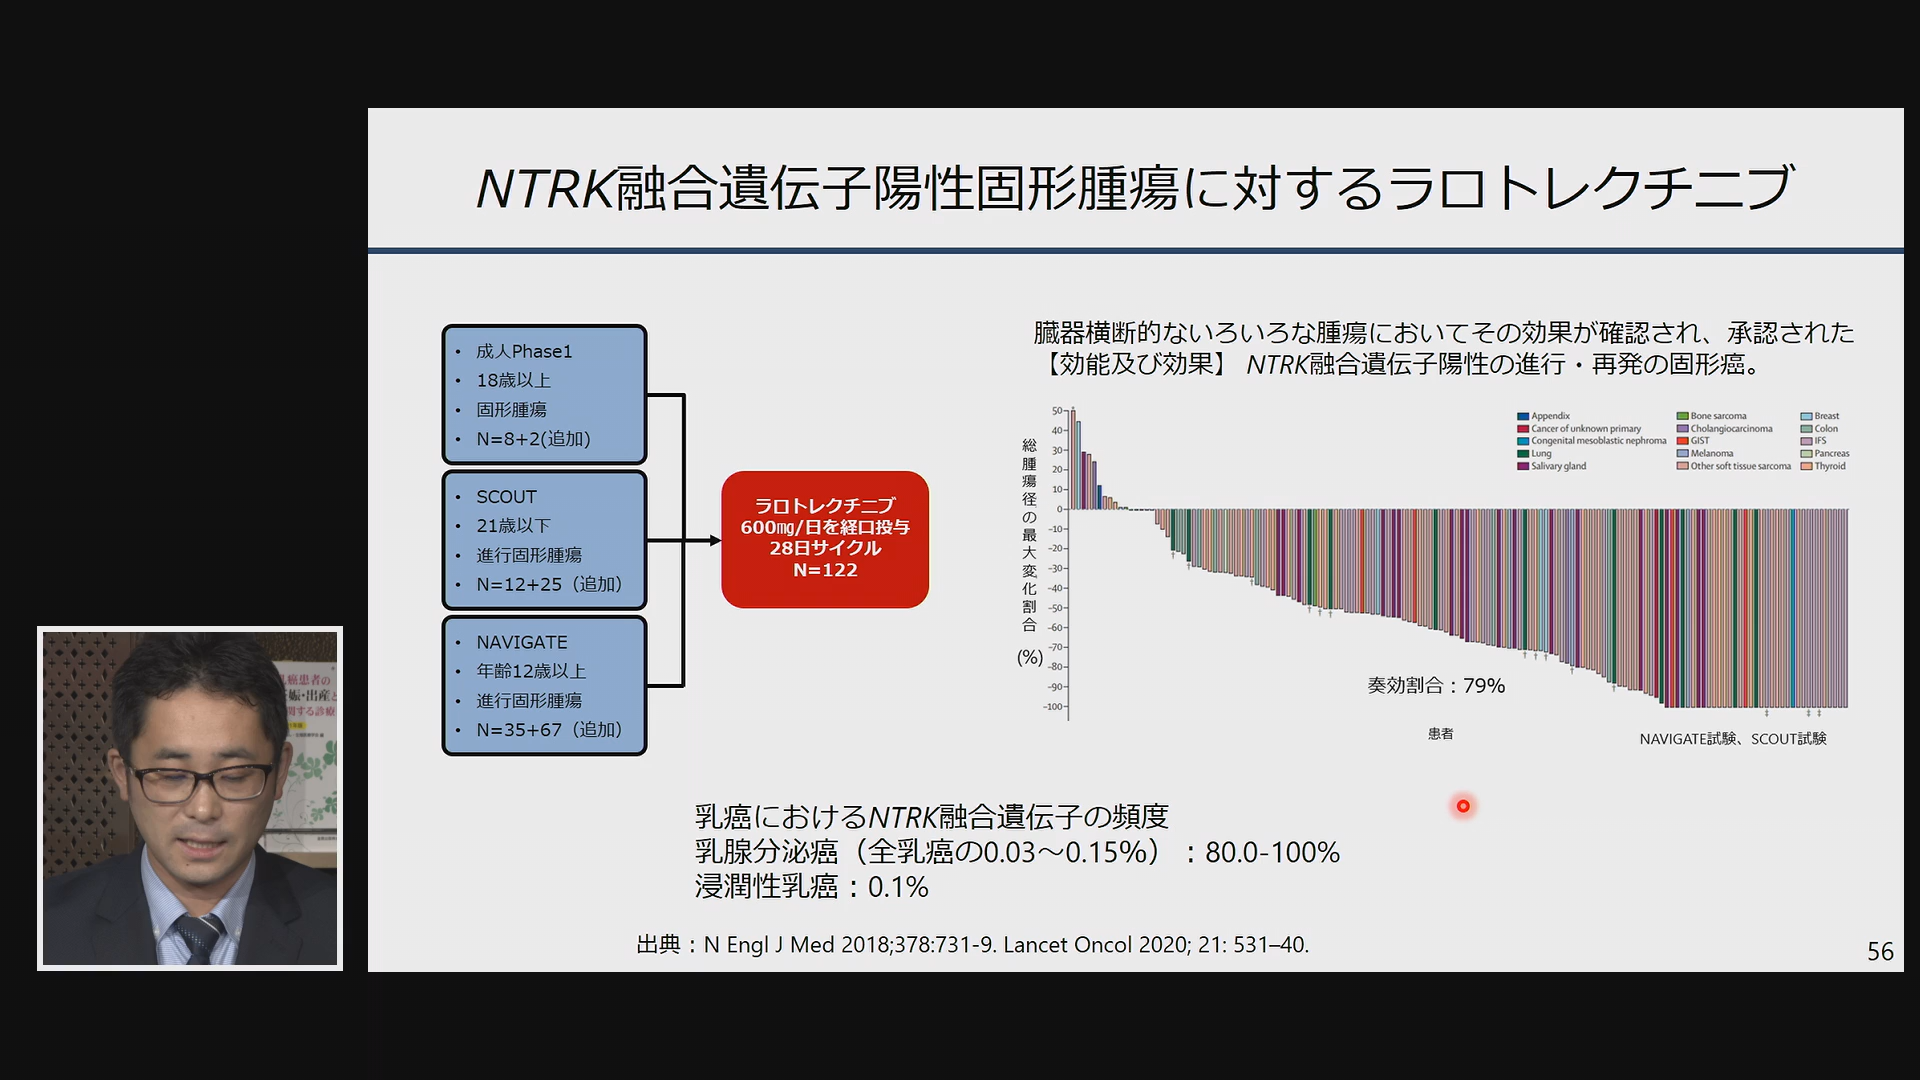 NTRK融合遺伝子陽性固形腫瘍に対するラロトレクチニブ
• 成人Phase1
• 18歳以上
• 固形腫瘍
• N=8+2(追加)
• SCOUT
• 21歳以下
• 進行固形腫瘍
• N=12+25（追加）
• NAVIGATE
• 年齢12歳以上
• 進行固形腫瘍
• N=35+67（追加）
ラロトレクチニブ
600㎎/日を経口投与
28日サイクル
N=122
臓器横断的ないろいろな腫瘍においてその効果が確認され、承認された
【効能及び効果】 NTRK融合遺伝子陽性の進行・再発の固形癌。
総腫瘍径の最大変化割合
(%)
50
40
30
20
10
0
-10
-20
-30
-40
-50
-60
-70
-80
-90
-100
Appendix
Cancer of unknown primary
Congenital mesoblastic nephroma
Lung
Salivary gland
Bone sarcoma
Cholangiocarcinoma
GIST
Melanoma
Other soft tissue sarcoma
Breast
Colon
IFS
Pancreas
Thyroid
奏効割合：79%
患者
NAVIGATE試験、SCOUT試験
乳癌におけるNTRK融合遺伝子の頻度
乳腺分泌癌（全乳癌の0.03～0.15%）：80.0-100%
浸潤性乳癌：0.1%
出典：N Engl J Med 2018;378:731-9. Lancet Oncol 2020; 21: 531–40.
56
癌患者の
娠・出産と
関する診療